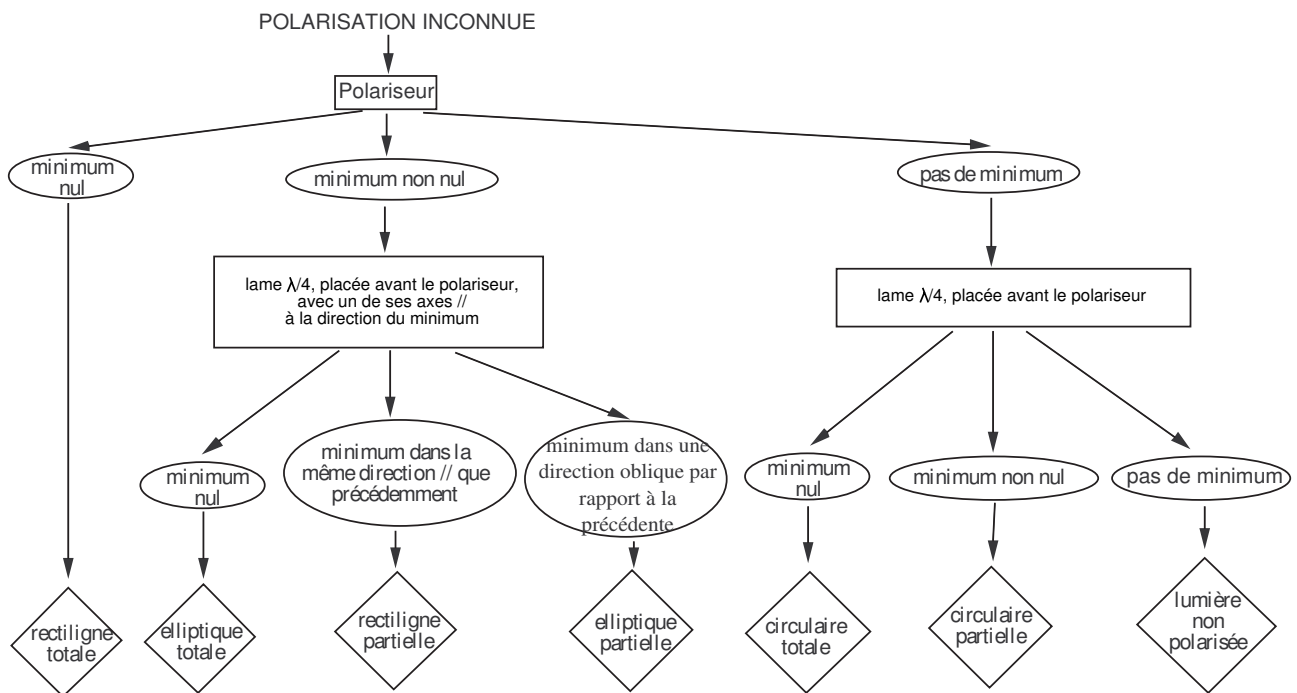 POLARISATION INCONNUE
Polariseur
minimum
nul
minimum non nul
pas de minimum
lame λ/4, placée avant le polariseur,
avec un de ses axes //
à la direction du minimum
lame λ/4, placée avant le polariseur
minimum
nul
minimum dans la
même direction // que
précédemment
minimum dans une
direction oblique par
rapport à la
précédente
minimum
nul
minimum non nul
pas de minimum
rectiligne
totale
elliptique
totale
rectiligne
partielle
elliptique
partielle
circulaire
totale
circulaire
partielle
lumière
non
polarisée